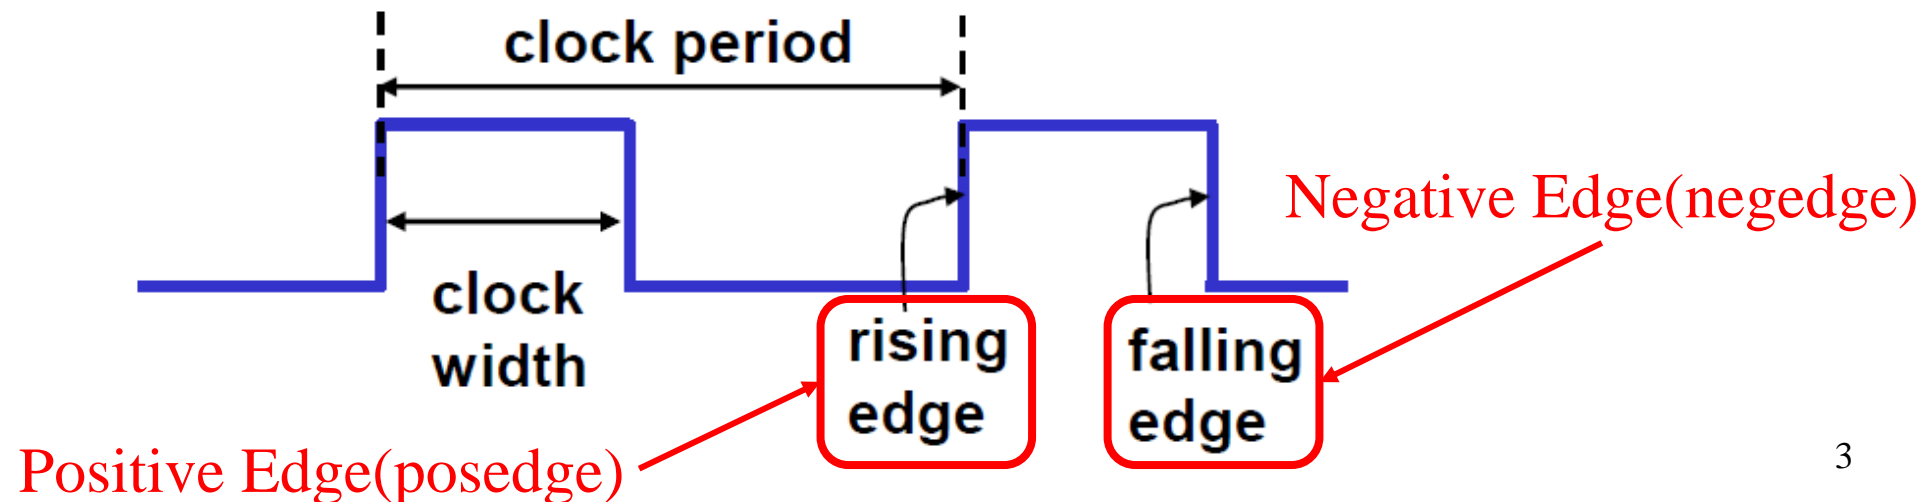 clock period
Negative Edge(negedge)
clock
width
rising
edge
falling
edge
Positive Edge(posedge)
3